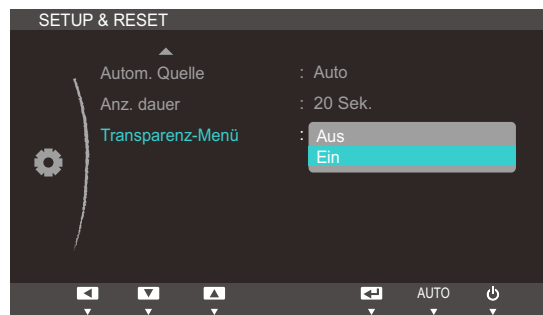 SETUP & RESET
Autom. Quelle : Auto
Anz. dauer : 20 Sek.
Transparenz-Menü : Aus
Ein
AUTO